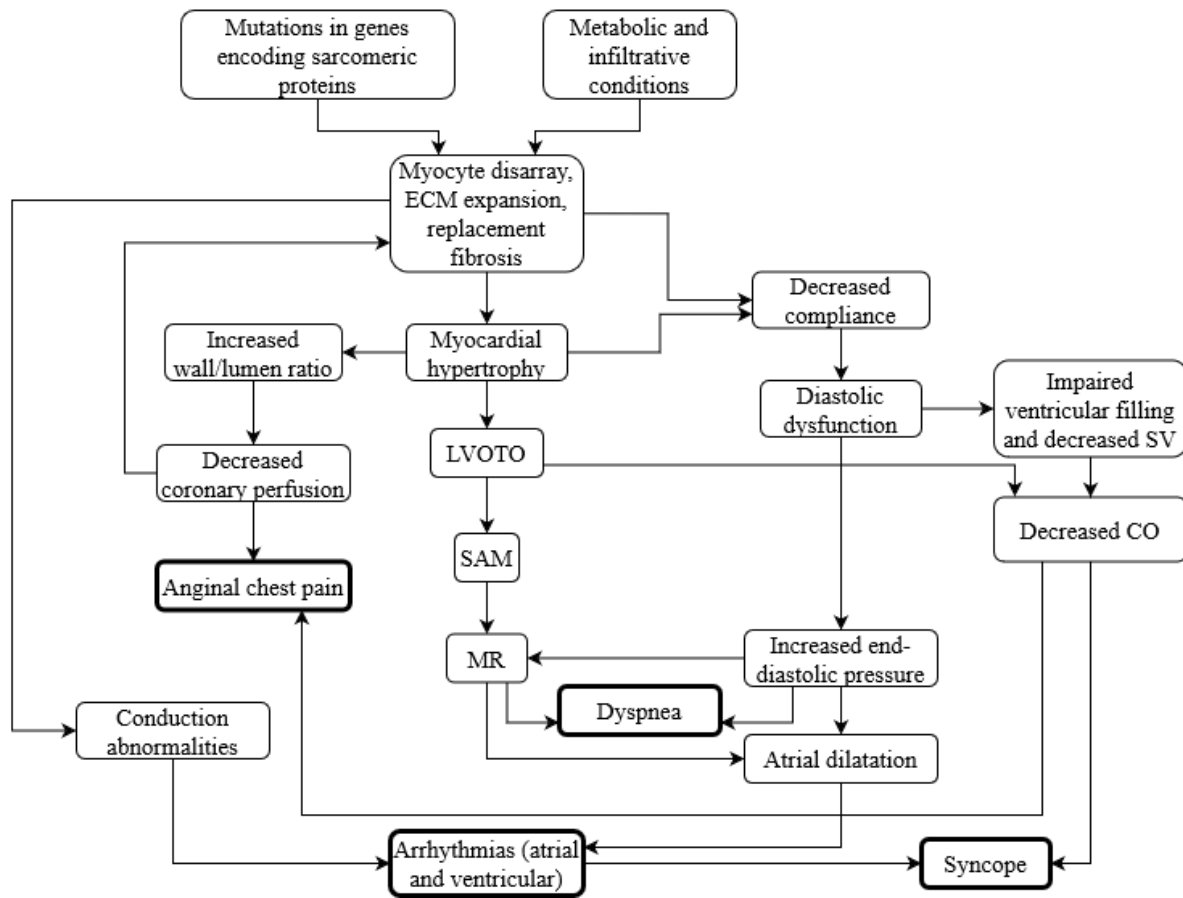 Mutations in genes
encoding sarcomeric
proteins
Metabolic and
infiltrative
conditions
Myocyte disarray,
ECM expansion,
replacement
fibrosis
Decreased
compliance
Increased
wall/lumen ratio
Myocardial
hypertrophy
Diastolic
dysfunction
Impaired
ventricular filling
and decreased SV
LVOTO
Decreased
coronary perfusion
Decreased CO
SAM
Anginal chest pain
MR
Increased end-
diastolic pressure
Dyspnea
Conduction
abnormalities
Atrial dilatation
Arrhythmias (atrial
and ventricular)
Syncope